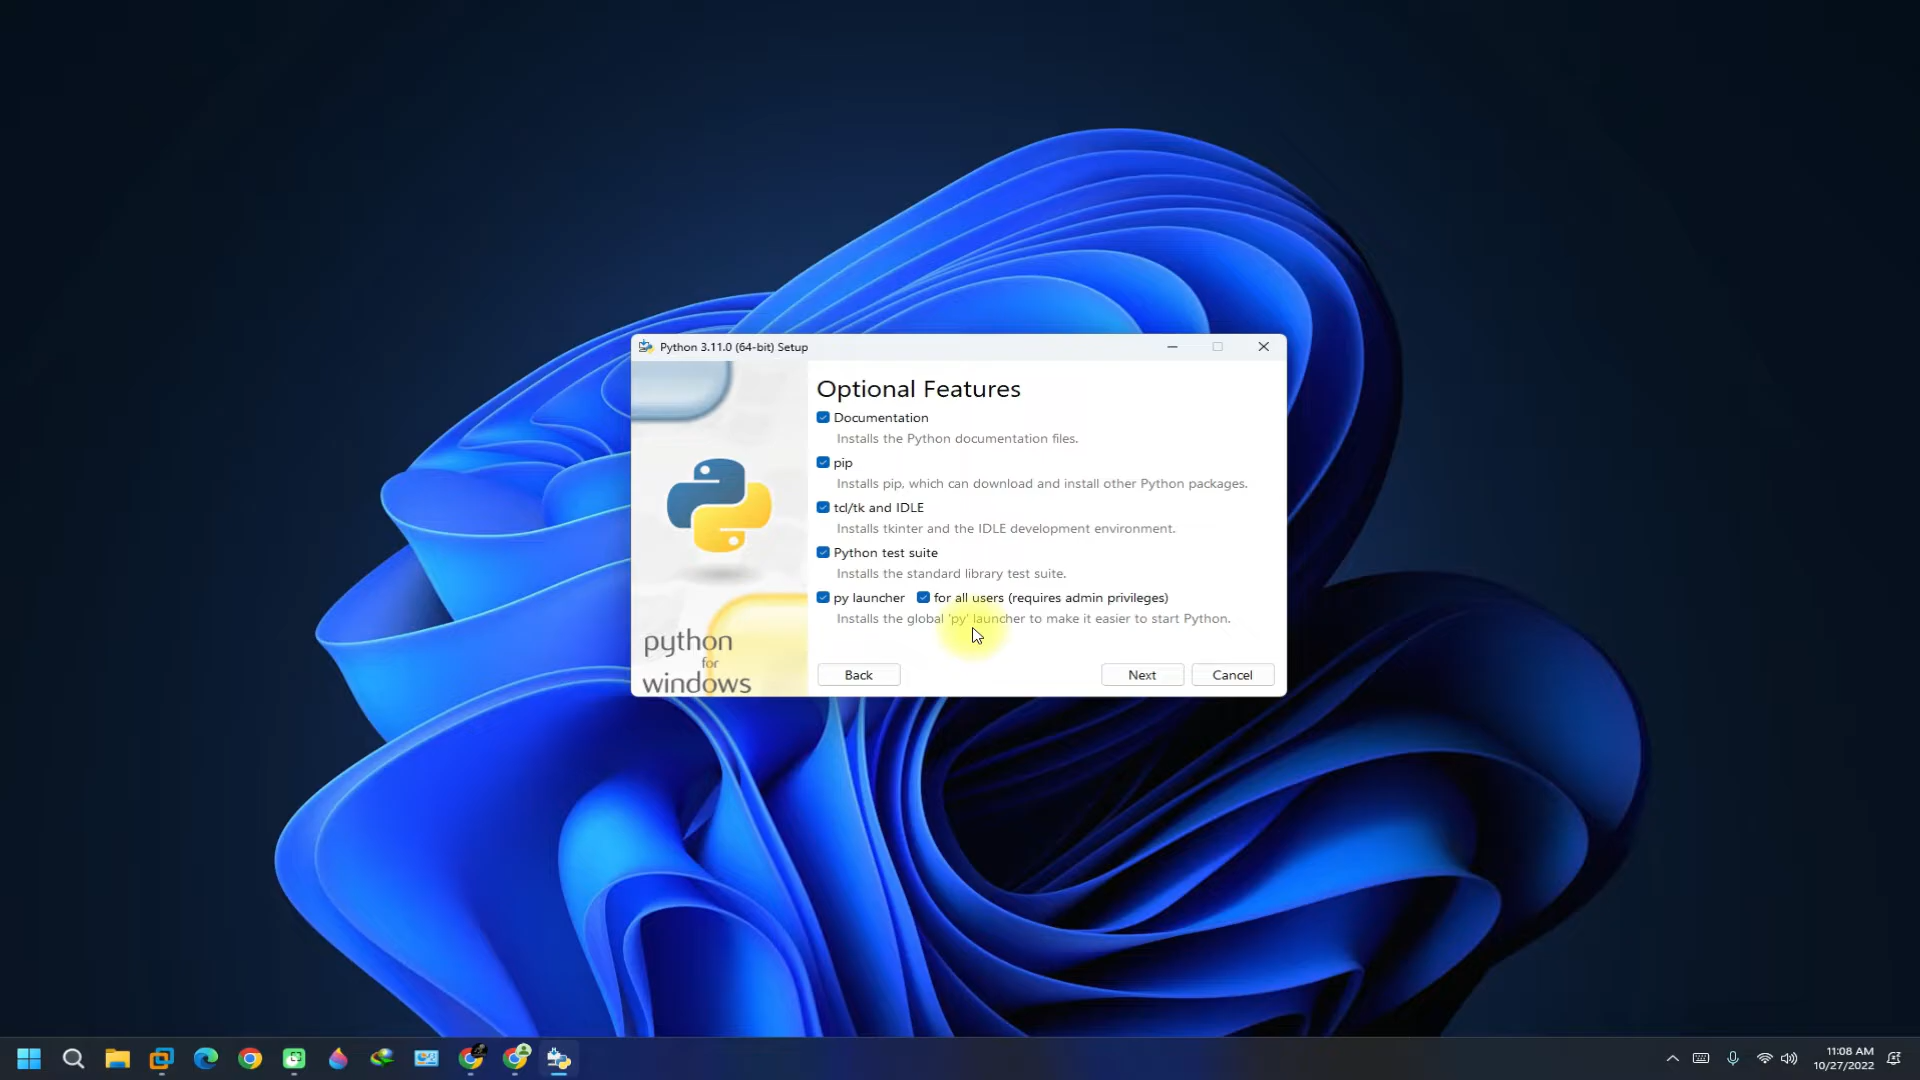 Python 3.11.0 (64-bit) Setup
Optional Features
Documentation
Installs the Python documentation files.
pip
Installs pip, which can download and install other Python packages.
tcl/tk and IDLE
Installs tkinter and the IDLE development environment.
Python test suite
Installs the standard library test suite.
py launcher for all users (requires admin privileges)
Installs the global 'py' launcher to make it easier to start Python.
python
for
windows
Back Next Cancel
11:08 AM
10/27/2022